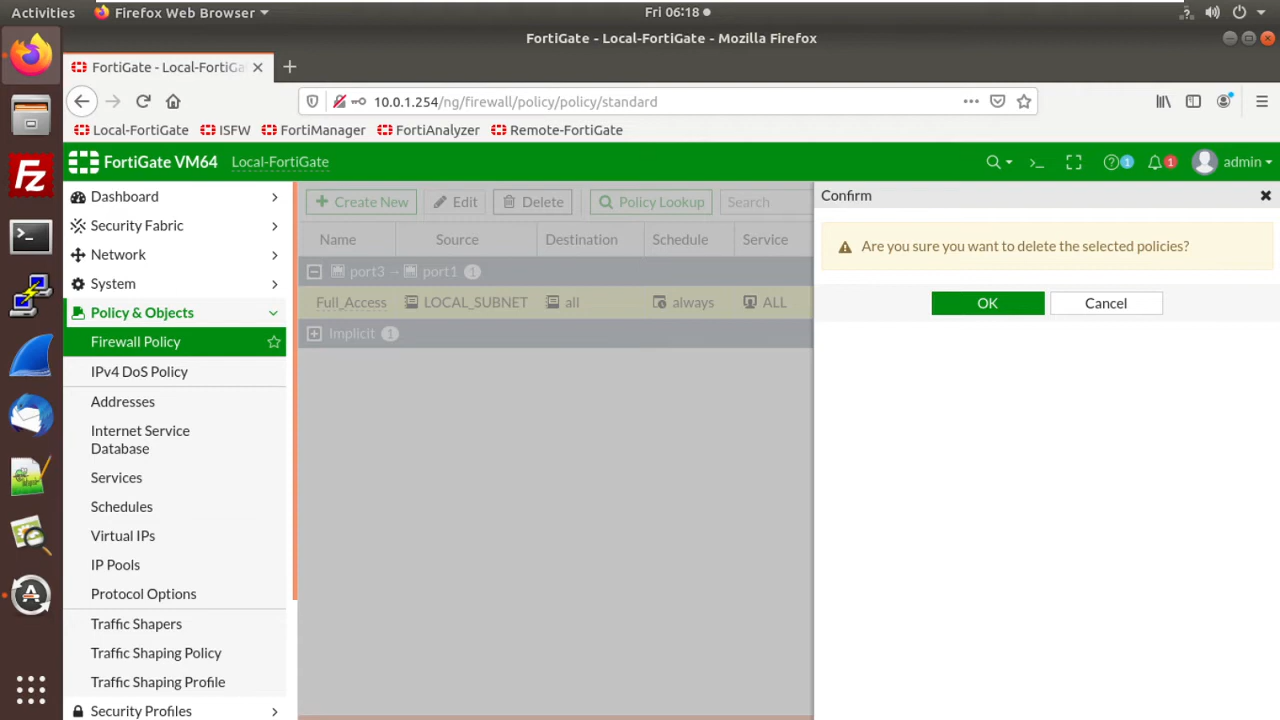 Activities
Firefox Web Browser
Fri 06:18
FortiGate - Local-FortiGate - Mozilla Firefox
FortiGate - Local-FortiGa
10.0.1.254/ng/firewall/policy/policy/standard
Local-FortiGate
ISFW
FortiManager
FortiAnalyzer
Remote-FortiGate
FortiGate VM64
Local-FortiGate
>_
1
1
admin
Dashboard
Security Fabric
Network
System
Policy & Objects
Firewall Policy
IPv4 DoS Policy
Addresses
Internet Service
Database
Services
Schedules
Virtual IPs
IP Pools
Protocol Options
Traffic Shapers
Traffic Shaping Policy
Traffic Shaping Profile
Security Profiles
Create New
Edit
Delete
Policy Lookup
Search
Name Source Destination Schedule Service
port3 → port1 1
Full_Access LOCAL_SUBNET all always ALL
Implicit 1
Confirm
Are you sure you want to delete the selected policies?
OK
Cancel